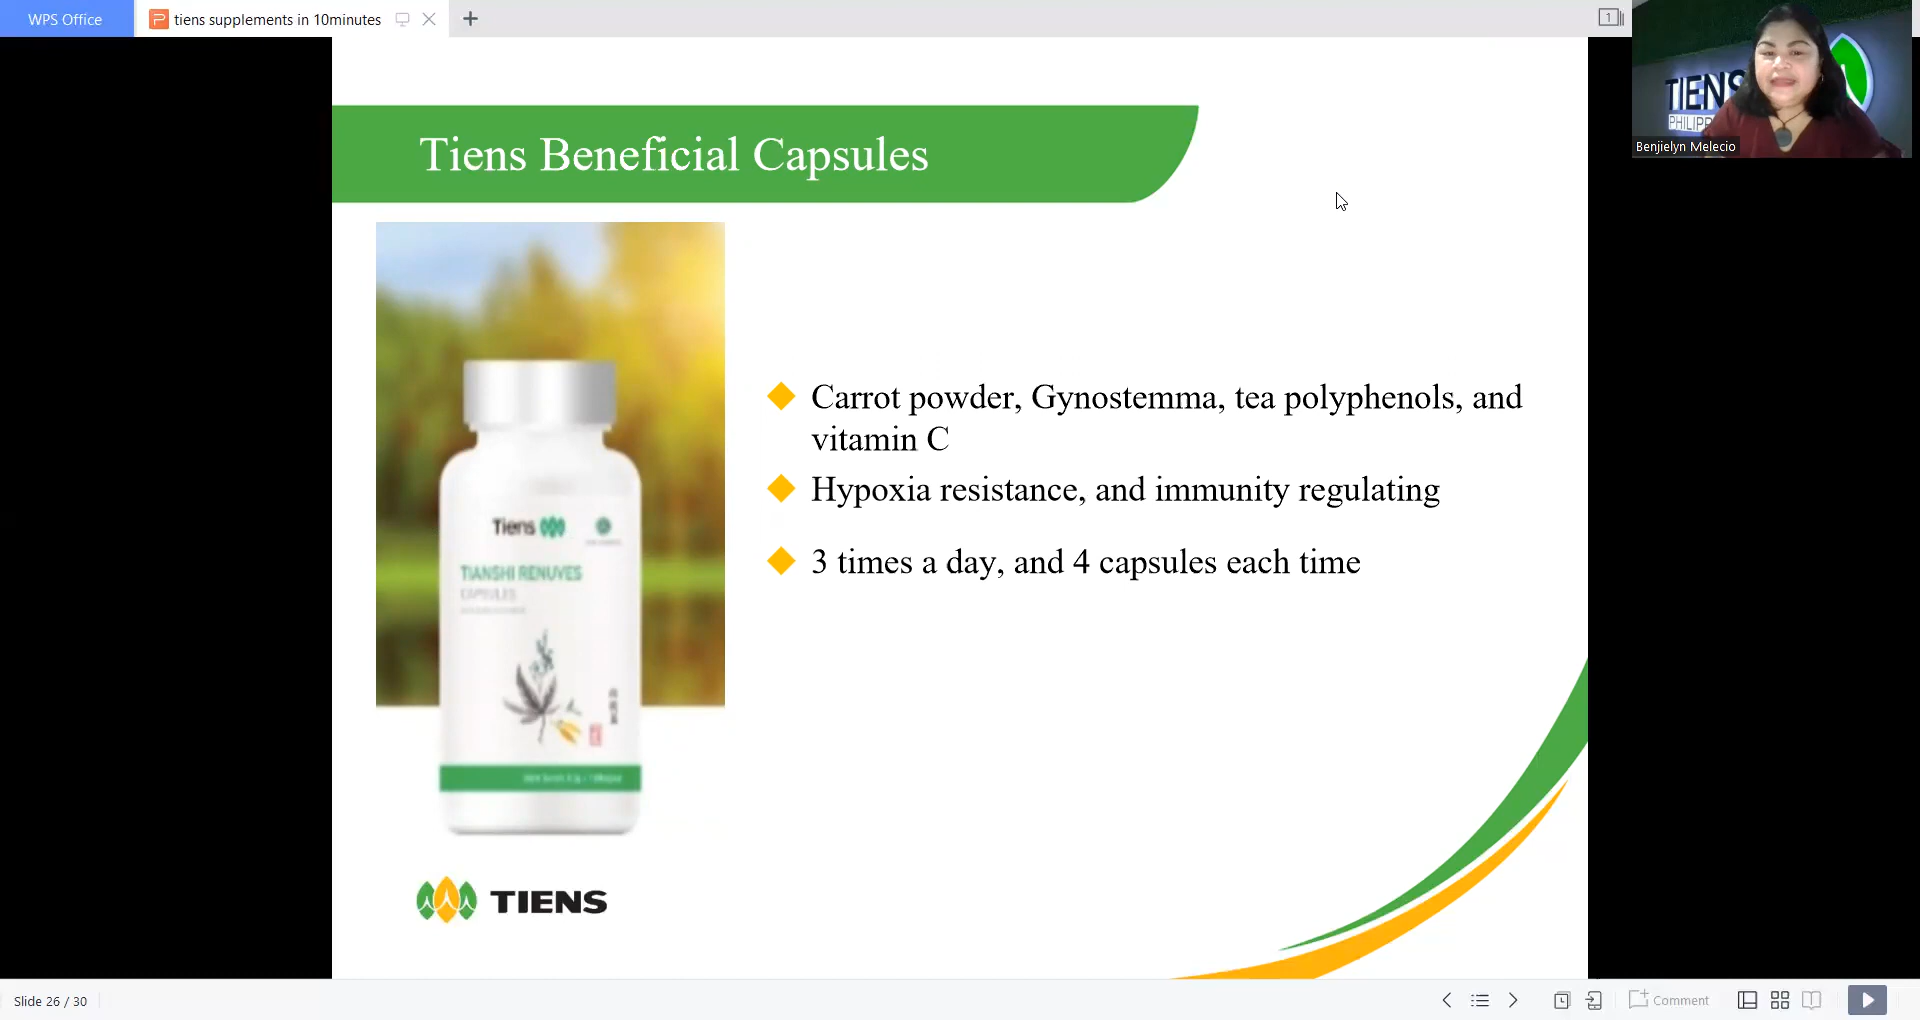 WPS Office
tiens supplements in 10minutes
1
TIENS
Benjielyn Melecio
Tiens Beneficial Capsules
Carrot powder, Gynostemma, tea polyphenols, and
vitamin C
Hypoxia resistance, and immunity regulating
3 times a day, and 4 capsules each time
Tiens
TIANSHI RENUVES
CAPSULES
TIENS
Slide 26 / 30
Comment